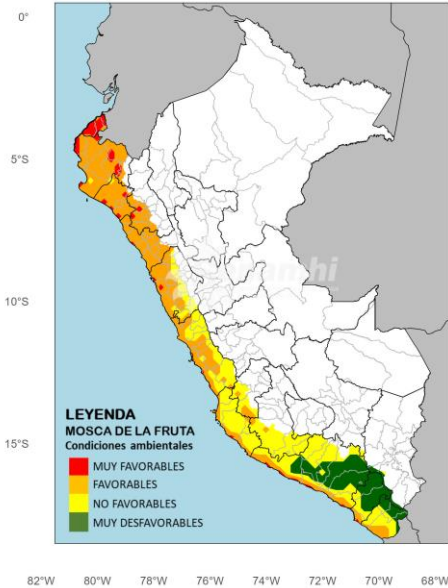 0°
5°S
10°S
15°S
senamhi
LEYENDA
MOSCA DE LA FRUTA
Condiciones ambientales
MUY FAVORABLES
FAVORABLES
NO FAVORABLES
MUY DESFAVORABLES
82°W 80°W 78°W 76°W 74°W 72°W 70°W 68°W